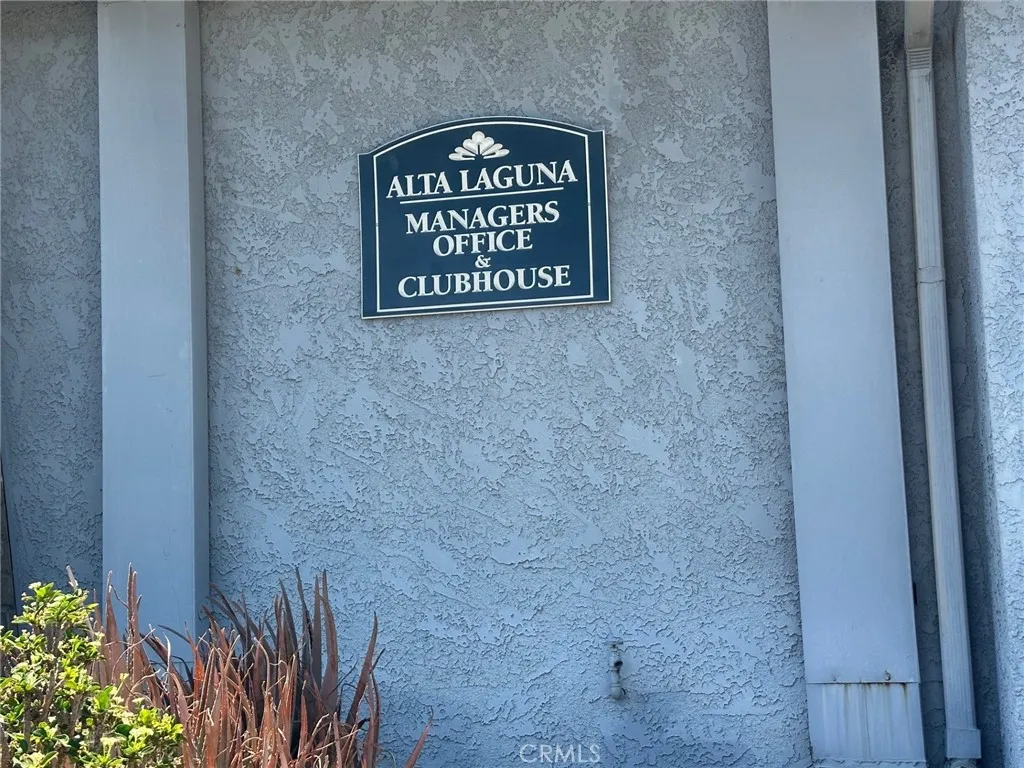 ALTA LAGUNA
MANAGERS
OFFICE
&
CLUBHOUSE
CRMLS